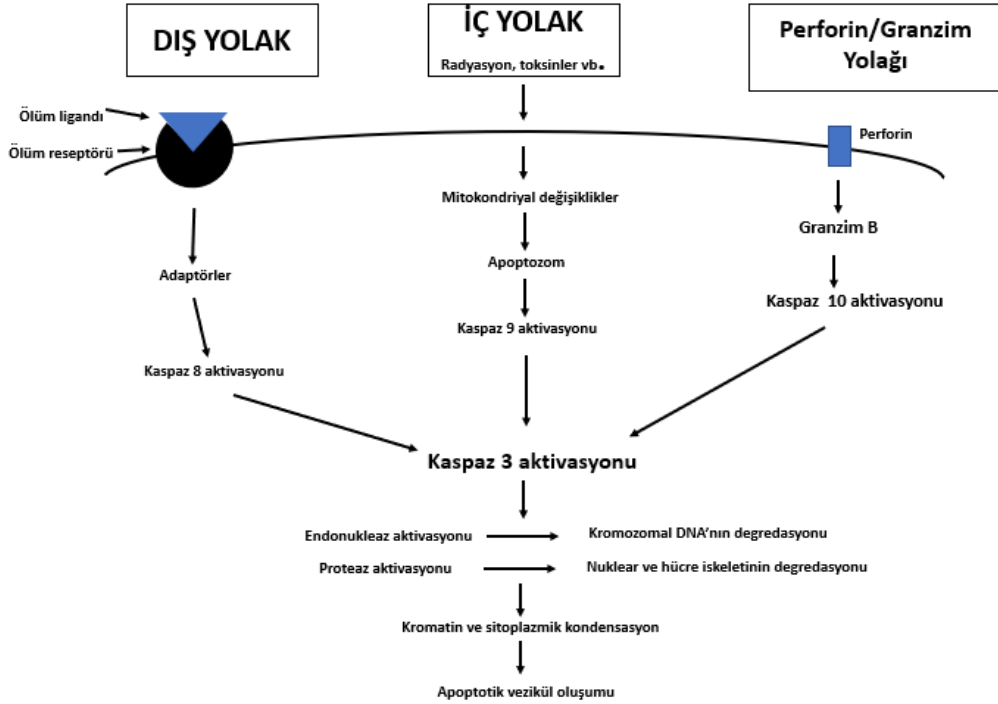 DIŞ YOLAK
İÇ YOLAK
Radyasyon, toksinler vb.
Perforin/Granzim
Yolağı
Ölüm ligandı
Ölüm reseptörü
Perforin
Mitokondriyal değişiklikler
Granzim B
Adaptörler
Apoptozom
Kaspaz  10 aktivasyonu
Kaspaz 9 aktivasyonu
Kaspaz 8 aktivasyonu
Kaspaz 3 aktivasyonu
Endonukleaz aktivasyonu
Kromozomal DNA’nın degredasyonu
Proteaz aktivasyonu
Nuklear ve hücre iskeletinin degredasyonu
Kromatin ve sitoplazmik kondensasyon
Apoptotik vezikül oluşumu